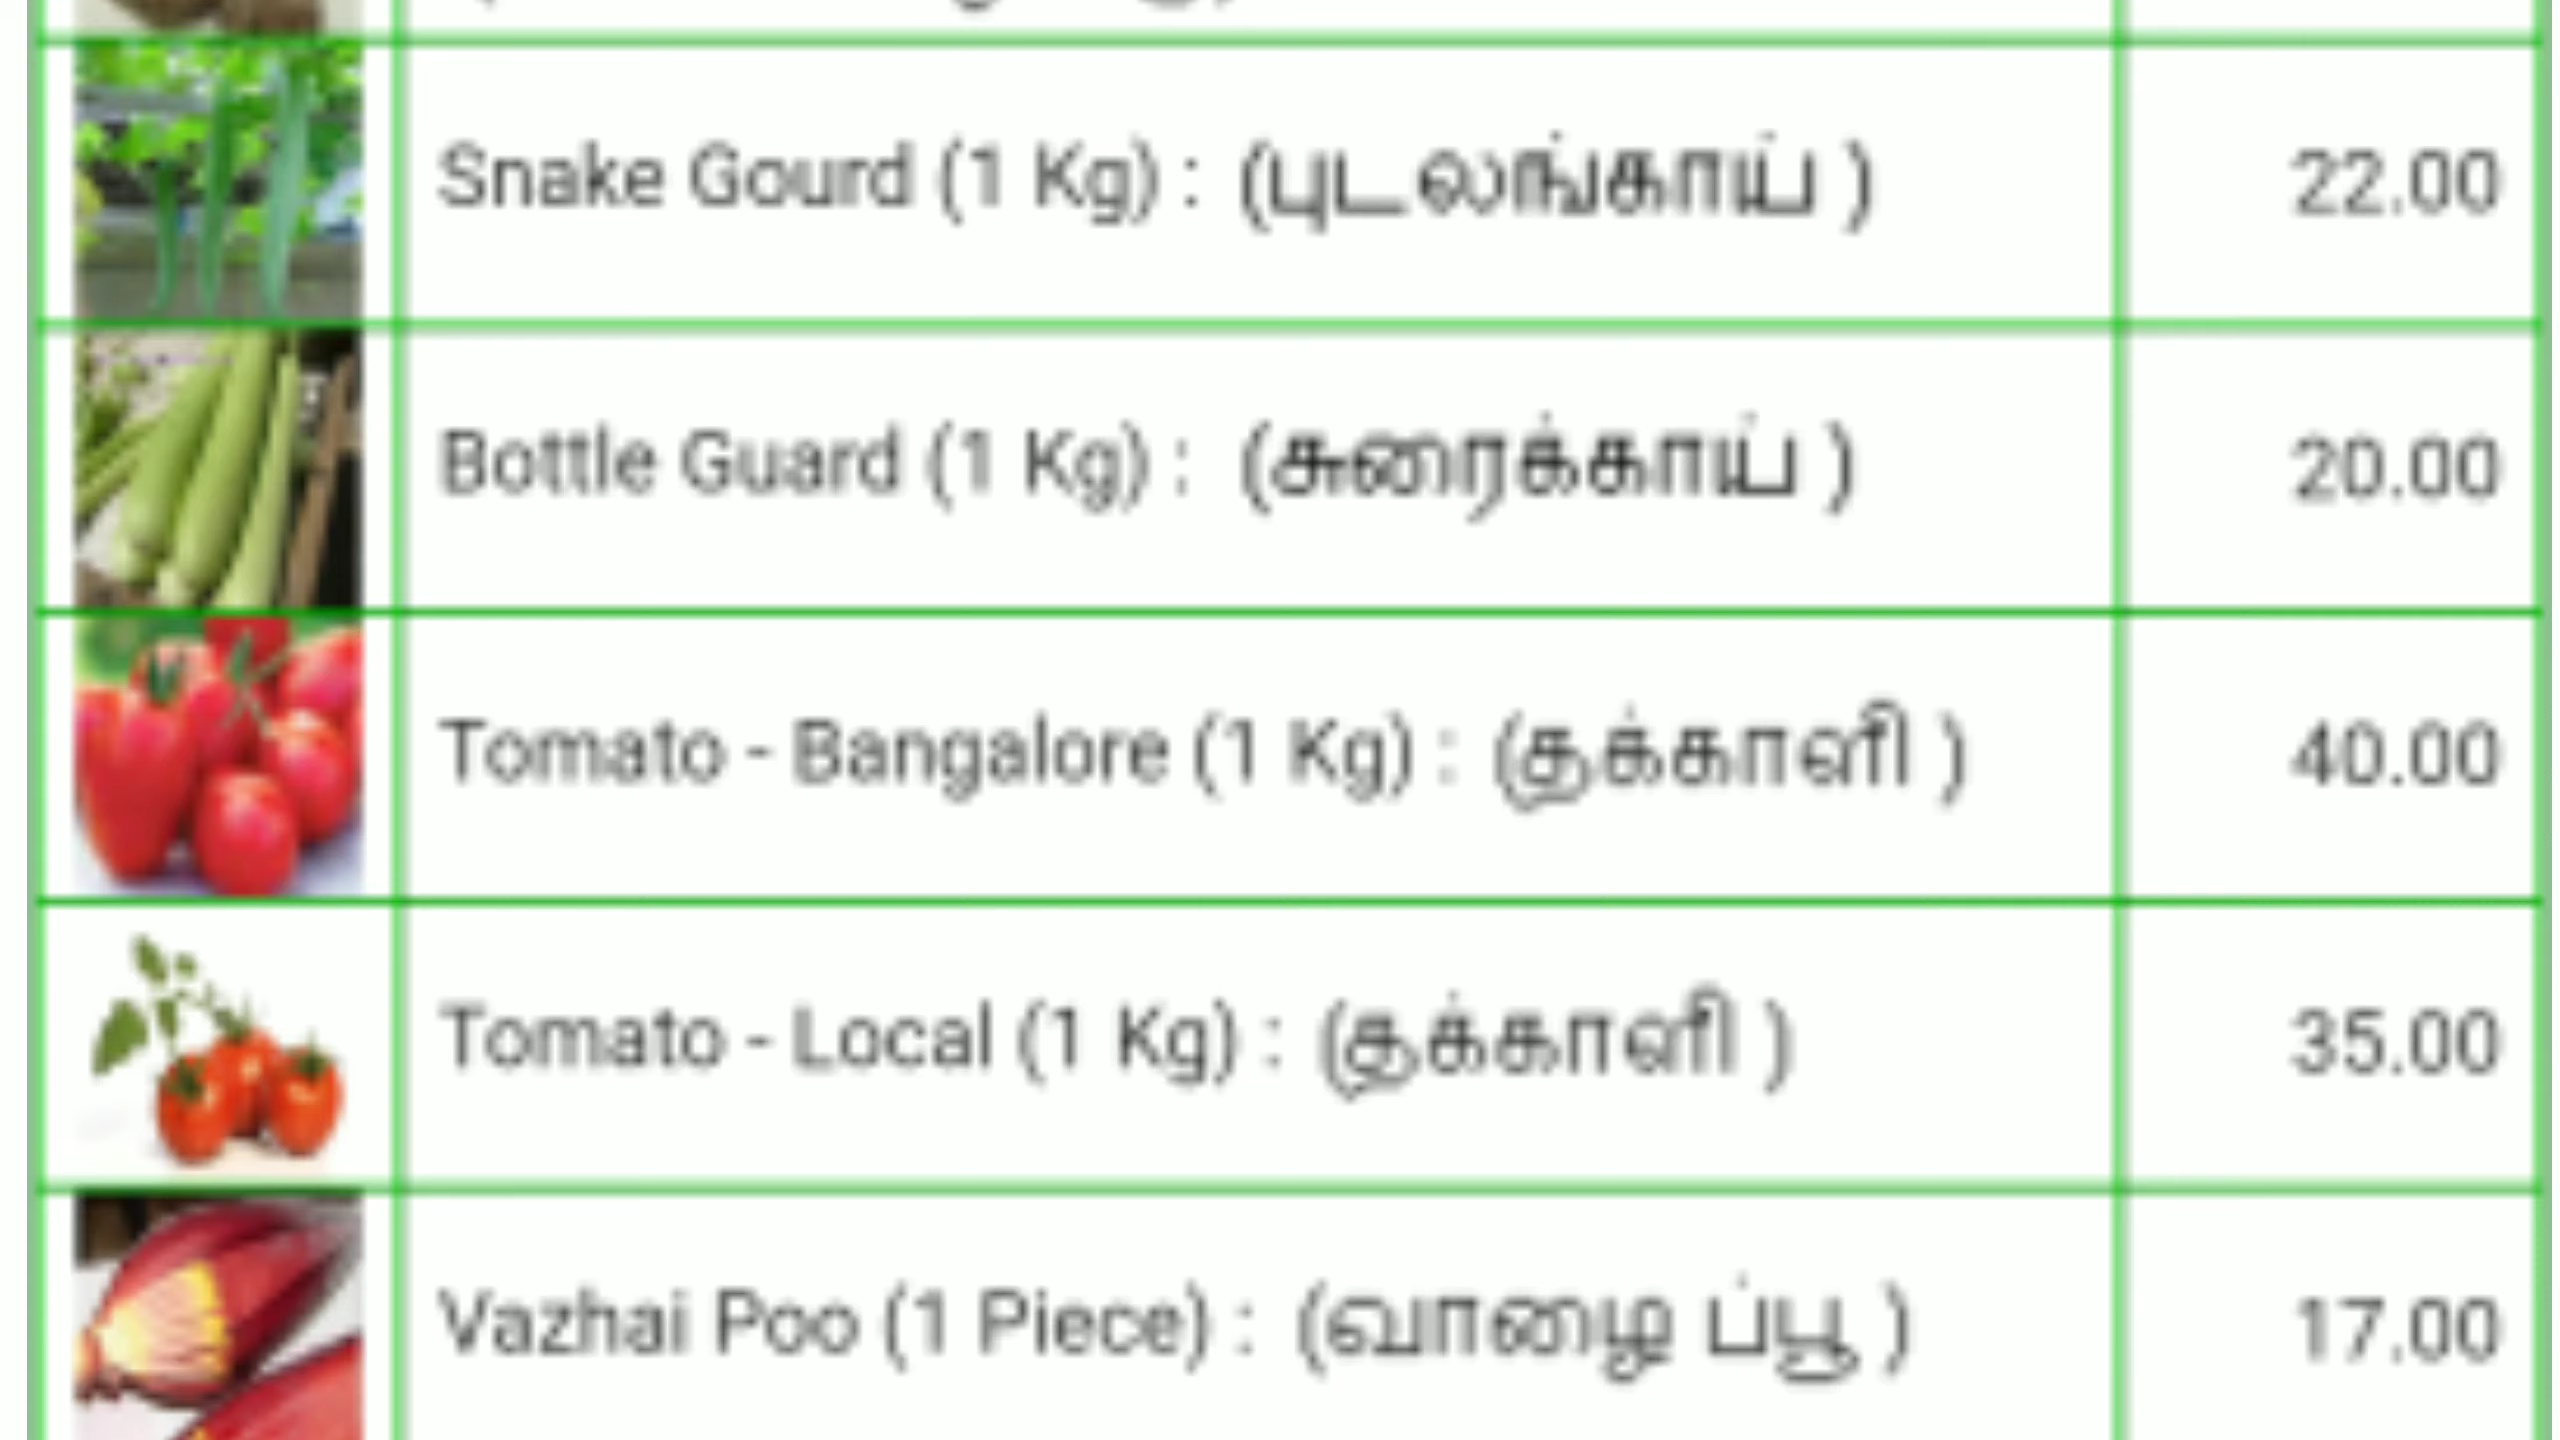 Snake Gourd (1 Kg) : (புடலங்காய் ) 22.00
Bottle Guard (1 Kg) : (சுரைக்காய் ) 20.00
Tomato - Bangalore (1 Kg) : (தக்காளி ) 40.00
Tomato - Local (1 Kg) : (தக்காளி ) 35.00
Vazhai Poo (1 Piece) : (வாழை ப்பூ ) 17.00